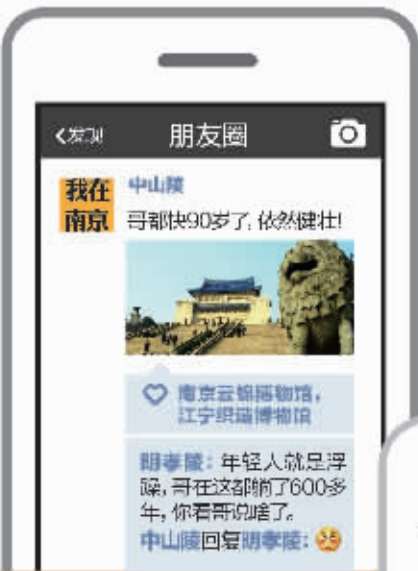 <发现
朋友圈
我在
南京
中山陵
哥都快90岁了,依然健壮!
南京云锦博物馆,
江宁织造博物馆
明孝陵:年轻人就是浮
躁,哥在这都躺了600多
年,你看哥说啥了。
中山陵回复明孝陵: